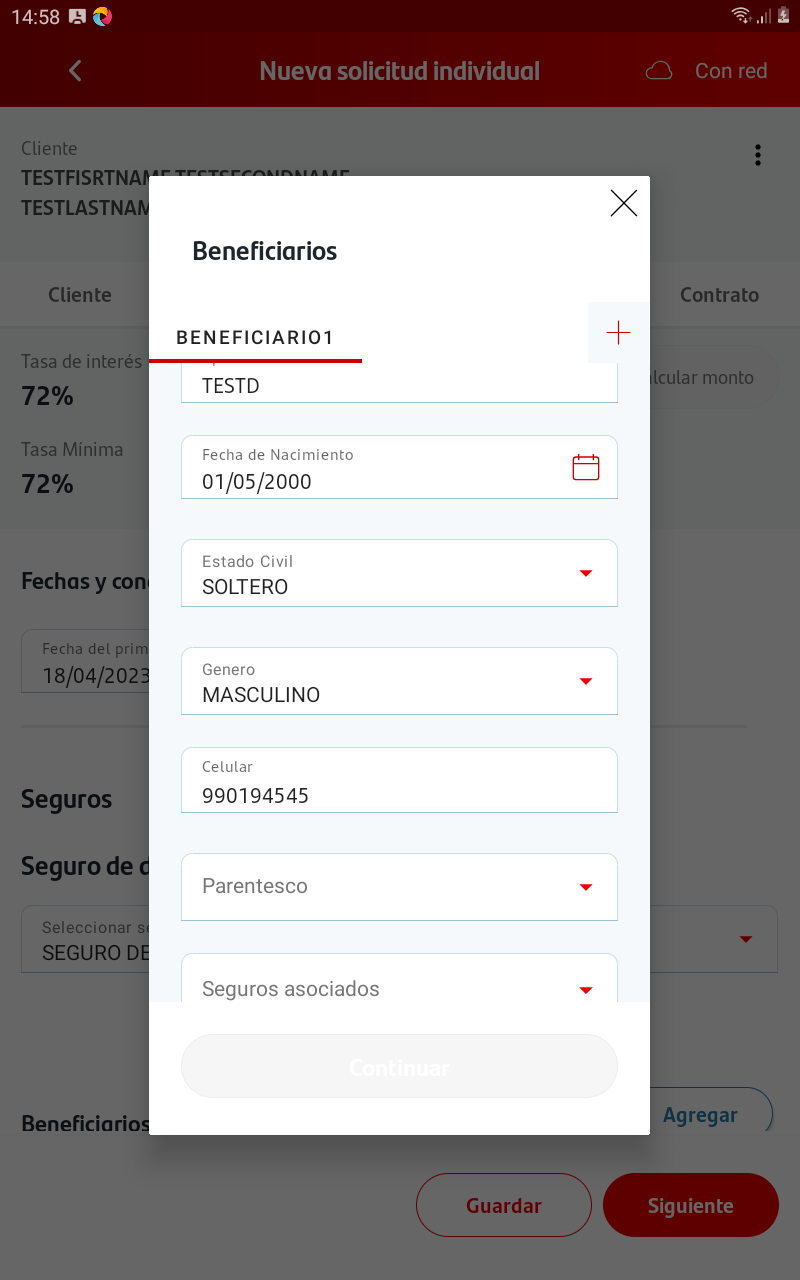 14:58
Nueva solicitud individual
Con red
Cliente
TESTFISRTNAME TESTSECONDNAME
TESTLASTNAM
Beneficiarios
Cliente
Contrato
BENEFICIARIO1
Tasa de interés
72%
lcular monto
TESTD
Tasa Mínima
72%
Fecha de Nacimiento
01/05/2000
Estado Civil
SOLTERO
Fechas y con
Fecha del prim
18/04/2023
Genero
MASCULINO
Celular
990194545
Seguros
Seguro de d
Parentesco
Seleccionar se
SEGURO DE
Seguros asociados
Continuar
Beneficiarios
Agregar
Guardar
Siguiente